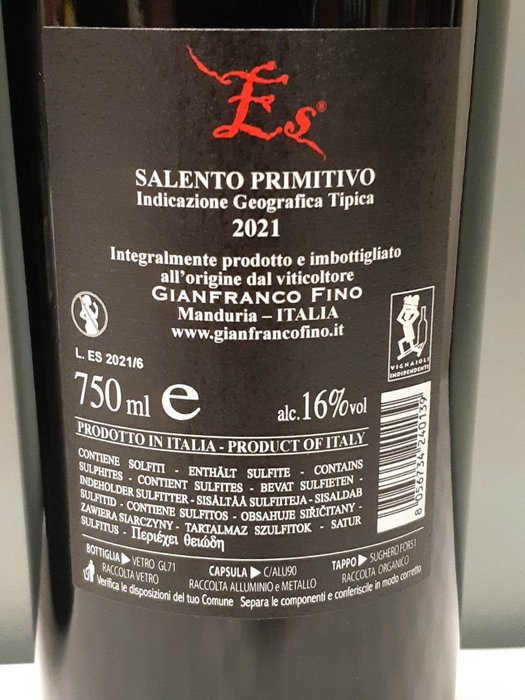 Es®
SALENTO PRIMITIVO
Indicazione Geografica Tipica
2021
Integralmente prodotto e imbottigliato
all'origine dal viticoltore
GIANFRANCO FINO
Manduria – ITALIA
www.gianfrancofino.it
VIGNAIOLI
INDIPENDENTI
L. ES 2021/6
750 ml e alc.16%vol
8 056734 240139
PRODOTTO IN ITALIA - PRODUCT OF ITALY
CONTIENE SOLFITI - ENTHÄLT SULFITE - CONTAINS
SULPHITES - CONTIENT SULFITES - BEVAT SULFIETEN -
INDEHOLDER SULFITTER - SISÄLTÄÄ SULFIITEJA - SISALDAB
SULFITID - CONTIENE SULFITOS - OBSAHUJE SIŘIČITANY -
ZAWIERA SIARCZYNY - TARTALMAZ SZULFITOK - SATUR
SULFITUS - Περιέχει θειώδη
BOTTIGLIA ▶ VETRO GL71
RACCOLTA VETRO
CAPSULA ▶ C/ALU90
RACCOLTA ALLUMINIO e METALLO
TAPPO ▶ SUGHERO FOR51
RACCOLTA ORGANICO
Verifica le disposizioni del tuo Comune Separa le componenti e conferiscile in modo corretto